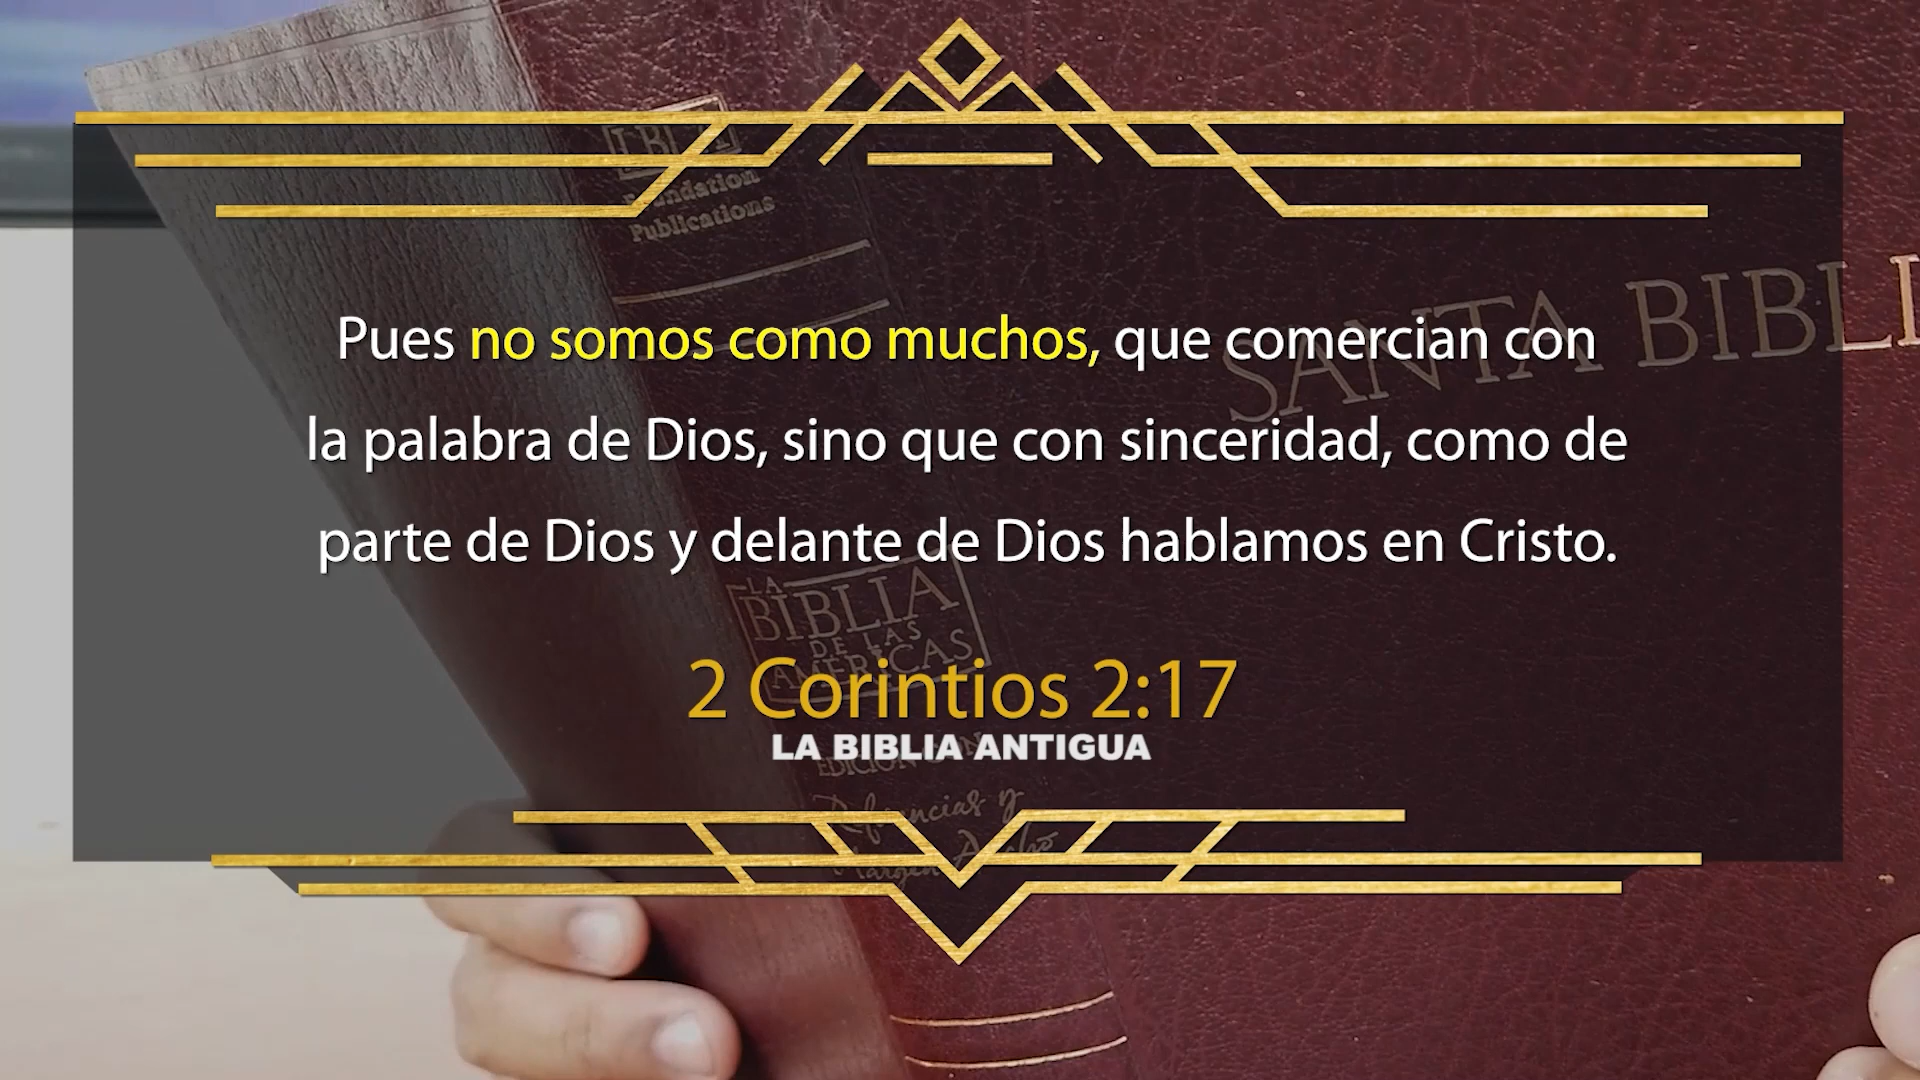 Foundation
Publications
SANTA BIBLI
Pues no somos como muchos, que comercian con
la palabra de Dios, sino que con sinceridad, como de
parte de Dios y delante de Dios hablamos en Cristo.
LA
BIBLIA
DE LAS
AMÉRICAS
2 Corintios 2:17
LA BIBLIA ANTIGUA
Referencias y